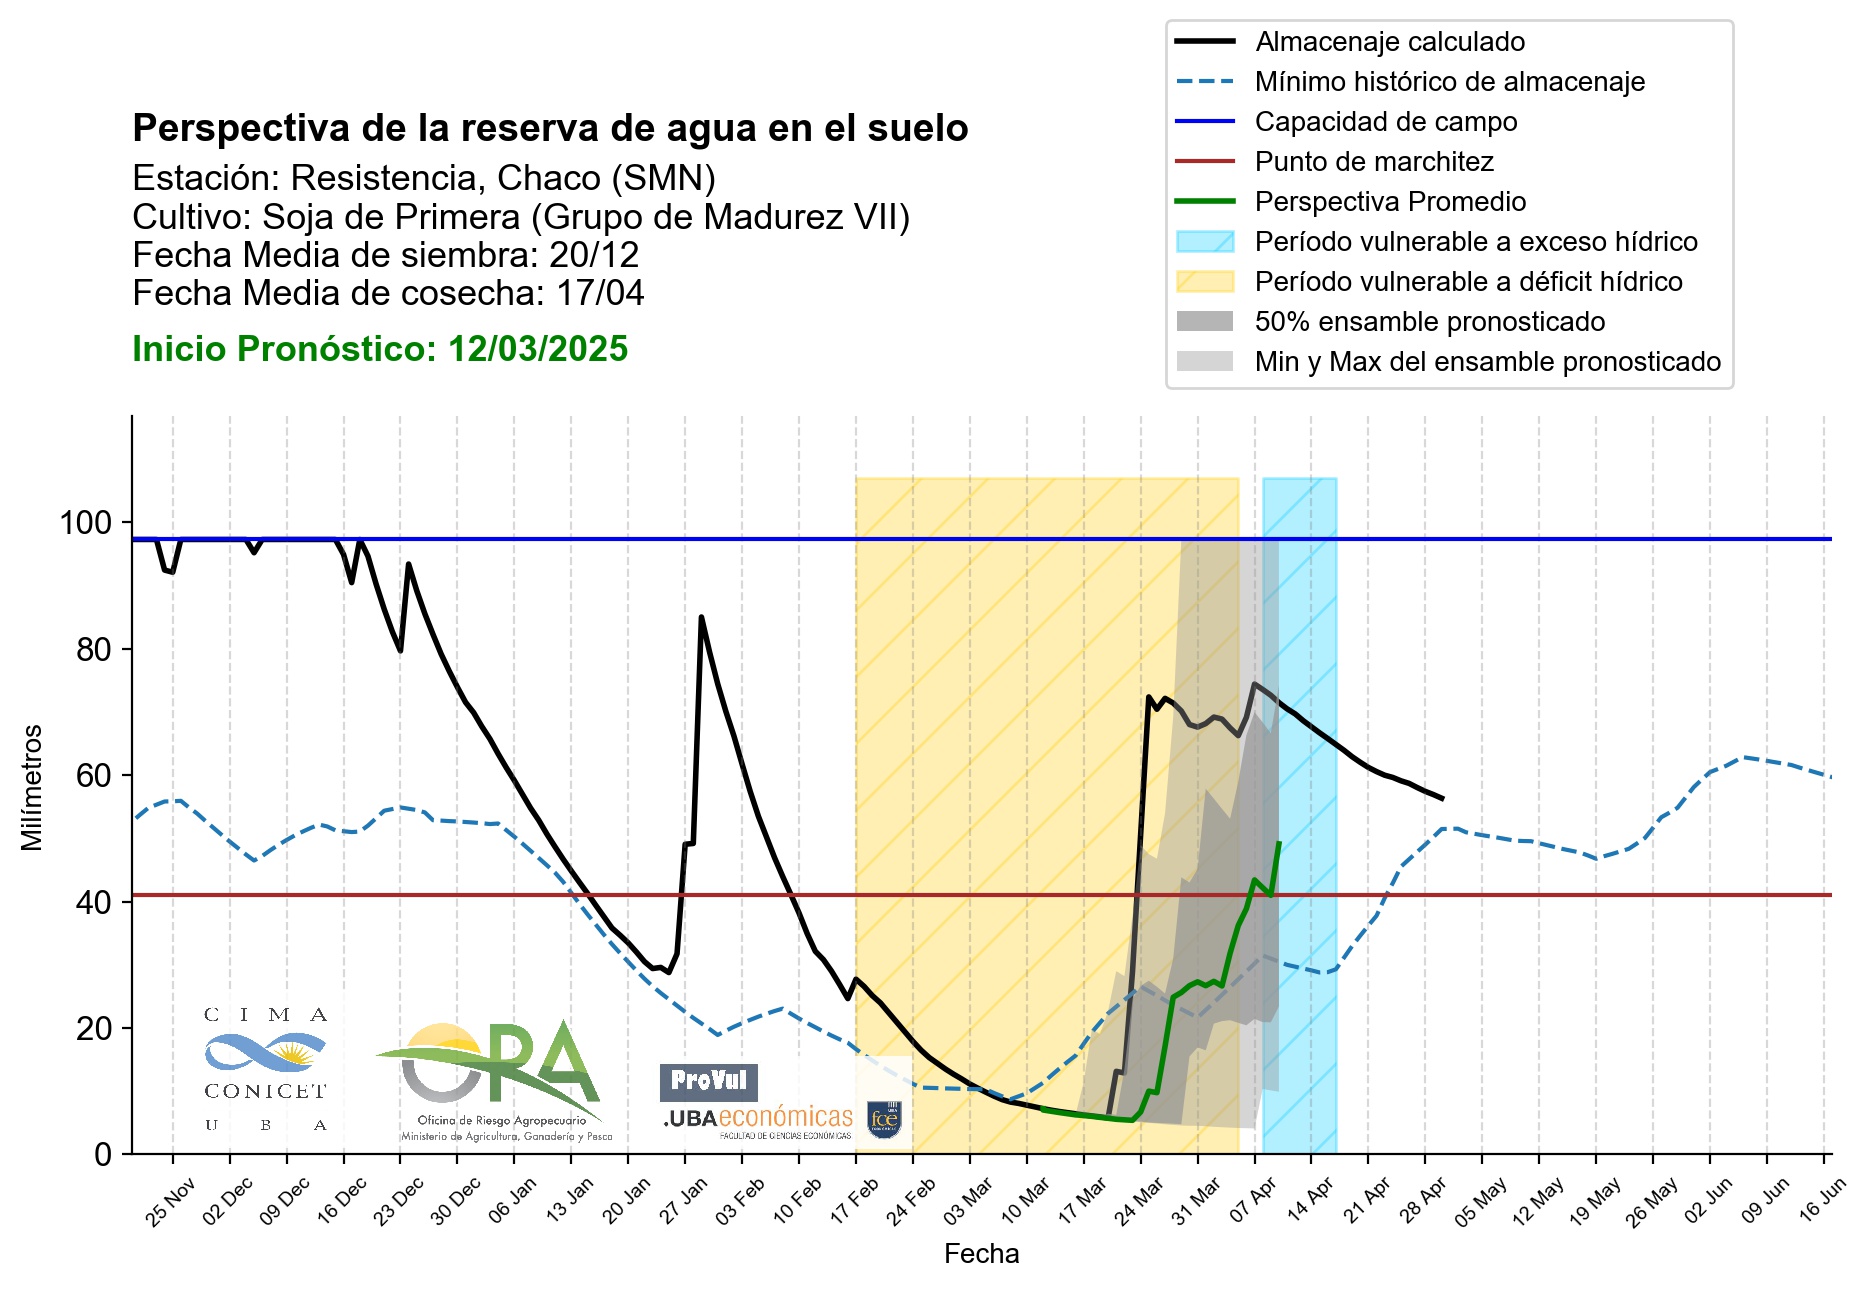 Almacenaje calculado
Mínimo histórico de almacenaje
Capacidad de campo
Punto de marchitez
Perspectiva Promedio
Período vulnerable a exceso hídrico
Período vulnerable a déficit hídrico
50% ensamble pronosticado
Min y Max del ensamble pronosticado
Perspectiva de la reserva de agua en el suelo
Estación: Resistencia, Chaco (SMN)
Cultivo: Soja de Primera (Grupo de Madurez VII)
Fecha Media de siembra: 20/12
Fecha Media de cosecha: 17/04
Inicio Pronóstico: 12/03/2025
Milímetros
100
80
60
40
20
0
CIMA
CONICET
UBA
ORA
Oficina de Riesgo Agropecuario
Ministerio de Agricultura, Ganadería y Pesca
ProVul
.UBAeconómicas
FACULTAD DE CIENCIAS ECONÓMICAS
fce
25 Nov
02 Dec
09 Dec
16 Dec
23 Dec
30 Dec
06 Jan
13 Jan
20 Jan
27 Jan
03 Feb
10 Feb
17 Feb
24 Feb
03 Mar
10 Mar
17 Mar
24 Mar
31 Mar
07 Apr
14 Apr
21 Apr
28 Apr
05 May
12 May
19 May
26 May
02 Jun
09 Jun
16 Jun
Fecha